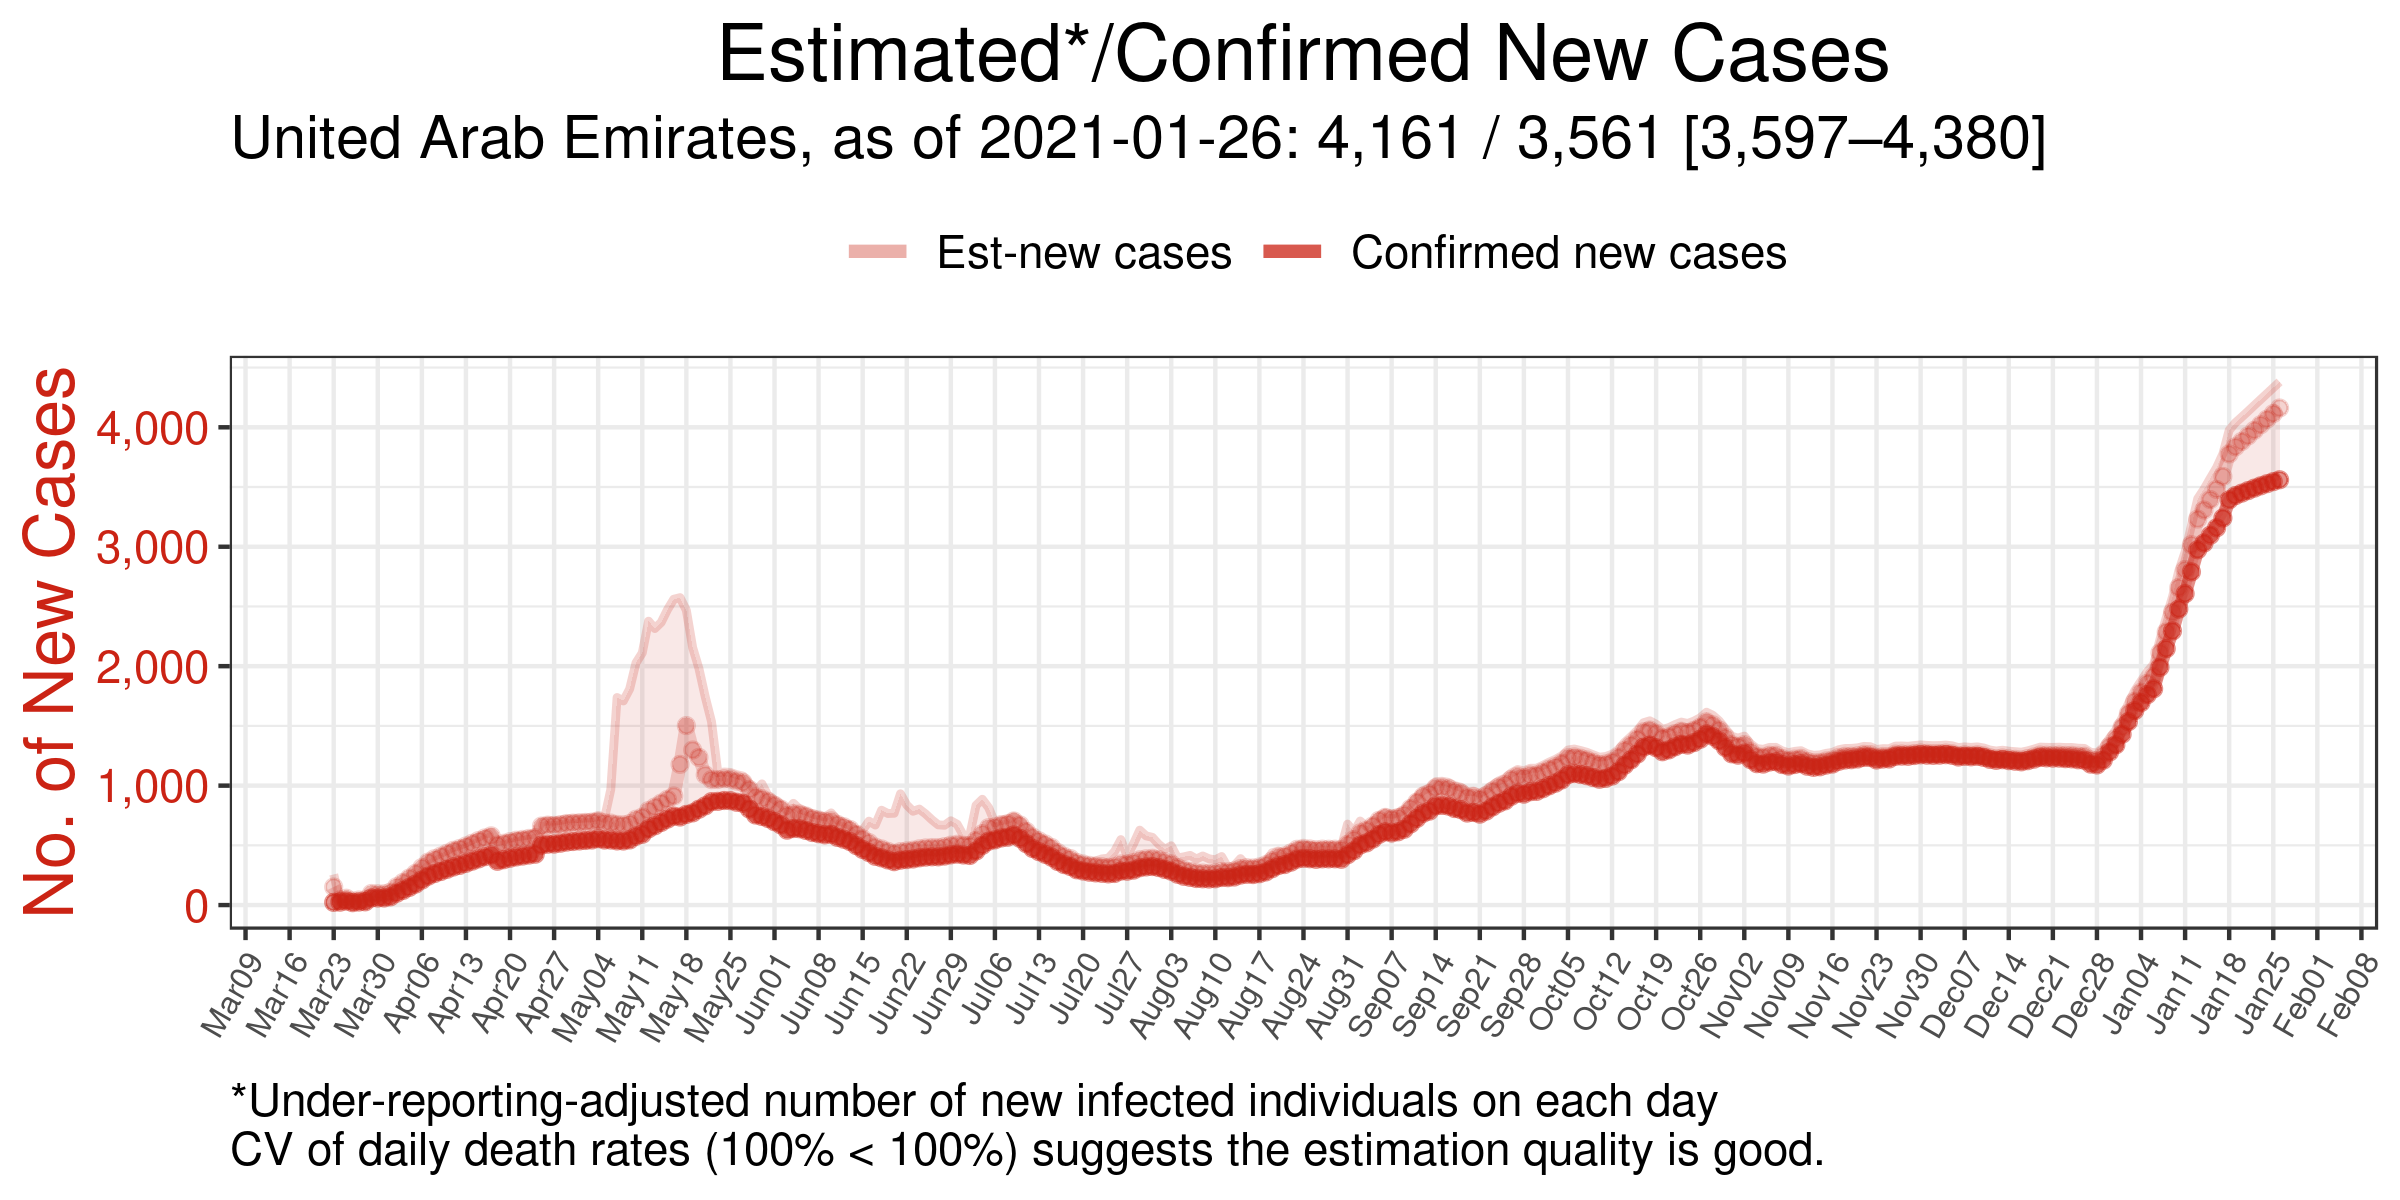 Estimated*/Confirmed New Cases
United Arab Emirates, as of 2021-01-26: 4,161 / 3,561 [3,597–4,380]
Est-new cases
Confirmed new cases
No. of New Cases
4,000
3,000
2,000
1,000
0
Mar09
Mar16
Mar23
Mar30
Apr06
Apr13
Apr20
Apr27
May04
May11
May18
May25
Jun01
Jun08
Jun15
Jun22
Jun29
Jul06
Jul13
Jul20
Jul27
Aug03
Aug10
Aug17
Aug24
Aug31
Sep07
Sep14
Sep21
Sep28
Oct05
Oct12
Oct19
Oct26
Nov02
Nov09
Nov16
Nov23
Nov30
Dec07
Dec14
Dec21
Dec28
Jan04
Jan11
Jan18
Jan25
Feb01
Feb08
*Under-reporting-adjusted number of new infected individuals on each day
CV of daily death rates (100% < 100%) suggests the estimation quality is good.